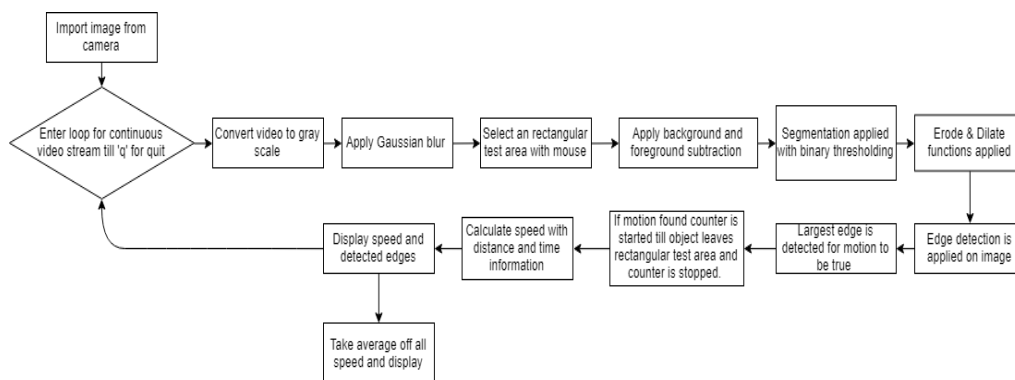 Import image from
camera
Enter loop for continuous
video stream till 'q' for quit
Convert video to gray
scale
Apply Gaussian blur
Select an rectangular
test area with mouse
Apply background and
foreground subtraction
Segmentation applied
with binary thresholding
Erode & Dilate
functions applied
Edge detection is
applied on image
Largest edge is
detected for motion to
be true
If motion found counter is
started till object leaves
rectangular test area and
counter is stopped.
Calculate speed with
distance and time
information
Display speed and
detected edges
Take average off all
speed and display